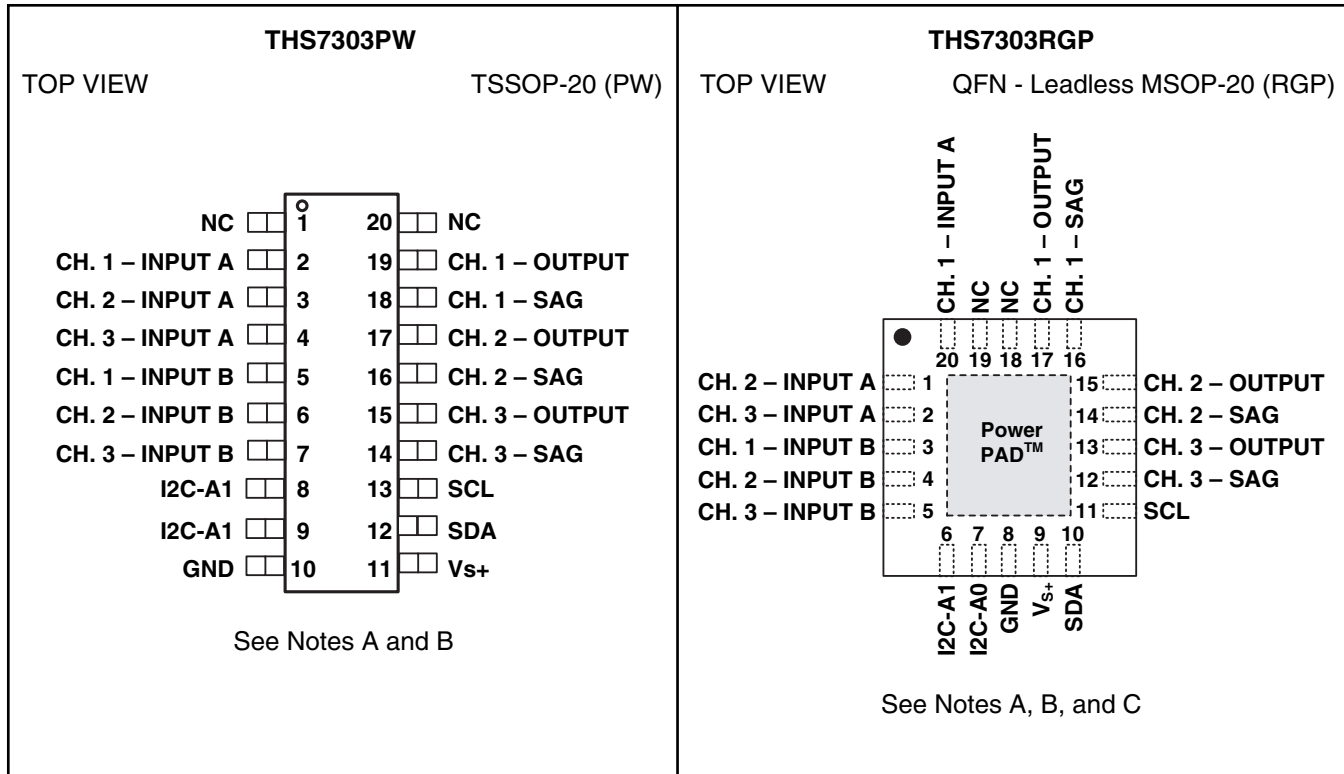 THS7303PW
TOP VIEW TSSOP-20 (PW)
NC 1 20 NC
CH. 1 – INPUT A 2 19 CH. 1 – OUTPUT
CH. 2 – INPUT A 3 18 CH. 1 – SAG
CH. 3 – INPUT A 4 17 CH. 2 – OUTPUT
CH. 1 – INPUT B 5 16 CH. 2 – SAG
CH. 2 – INPUT B 6 15 CH. 3 – OUTPUT
CH. 3 – INPUT B 7 14 CH. 3 – SAG
I2C-A1 8 13 SCL
I2C-A1 9 12 SDA
GND 10 11 Vs+
See Notes A and B
THS7303RGP
TOP VIEW QFN - Leadless MSOP-20 (RGP)
CH. 1 – INPUT A
NC
NC
CH. 1 – OUTPUT
CH. 1 – SAG
20 19 18 17 16
CH. 2 – INPUT A 1 15 CH. 2 – OUTPUT
CH. 3 – INPUT A 2 14 CH. 2 – SAG
CH. 1 – INPUT B 3 13 CH. 3 – OUTPUT
CH. 2 – INPUT B 4 12 CH. 3 – SAG
CH. 3 – INPUT B 5 11 SCL
Power
PAD™
6 7 8 9 10
I2C-A1
I2C-A0
GND
VS+
SDA
See Notes A, B, and C